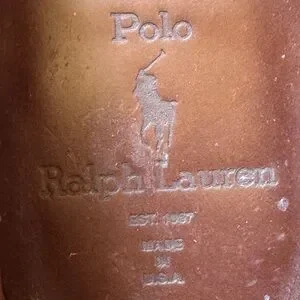 Polo
Ralph Lauren
EST. 1967
MADE
IN
U.S.A.